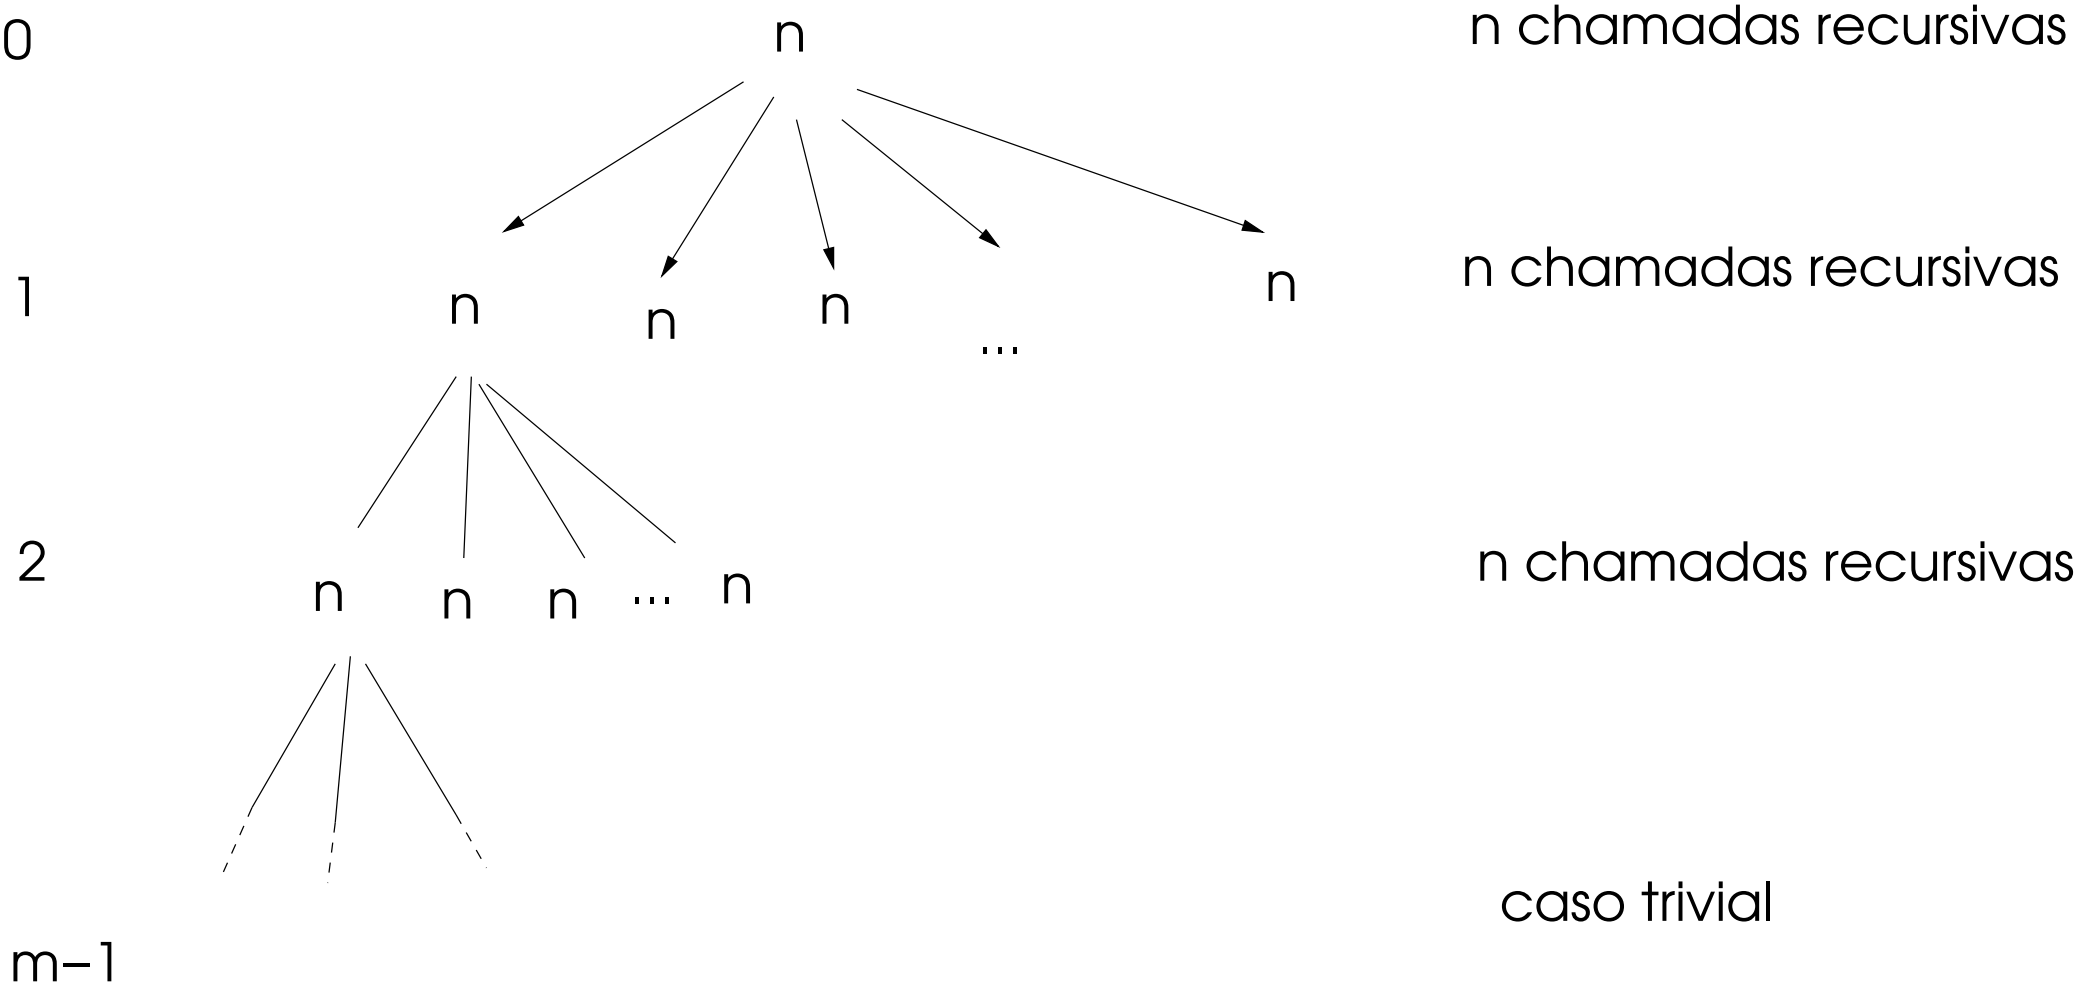 0 n n chamadas recursivas
1 n n n ... n n chamadas recursivas
2 n n n ... n n chamadas recursivas
caso trivial
m–1